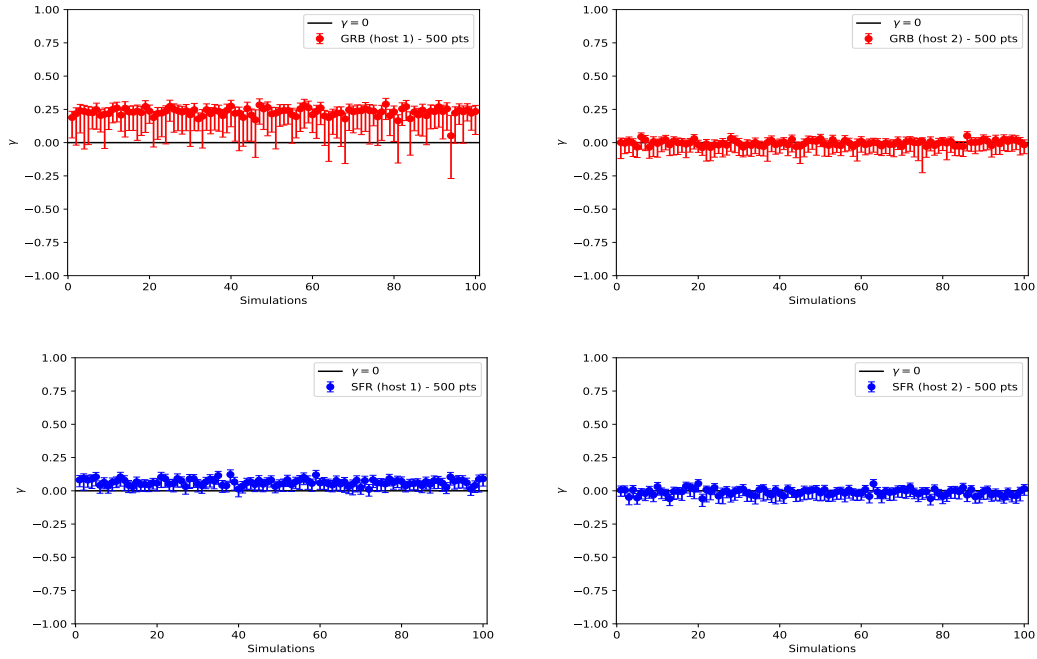 γ = 0
GRB (host 1) - 500 pts
1.00
0.75
0.50
0.25
0.00
−0.25
−0.50
−0.75
−1.00
γ
0 20 40 60 80 100
Simulations
γ = 0
GRB (host 2) - 500 pts
1.00
0.75
0.50
0.25
0.00
−0.25
−0.50
−0.75
−1.00
γ
0 20 40 60 80 100
Simulations
γ = 0
SFR (host 1) - 500 pts
1.00
0.75
0.50
0.25
0.00
−0.25
−0.50
−0.75
−1.00
γ
0 20 40 60 80 100
Simulations
γ = 0
SFR (host 2) - 500 pts
1.00
0.75
0.50
0.25
0.00
−0.25
−0.50
−0.75
−1.00
γ
0 20 40 60 80 100
Simulations